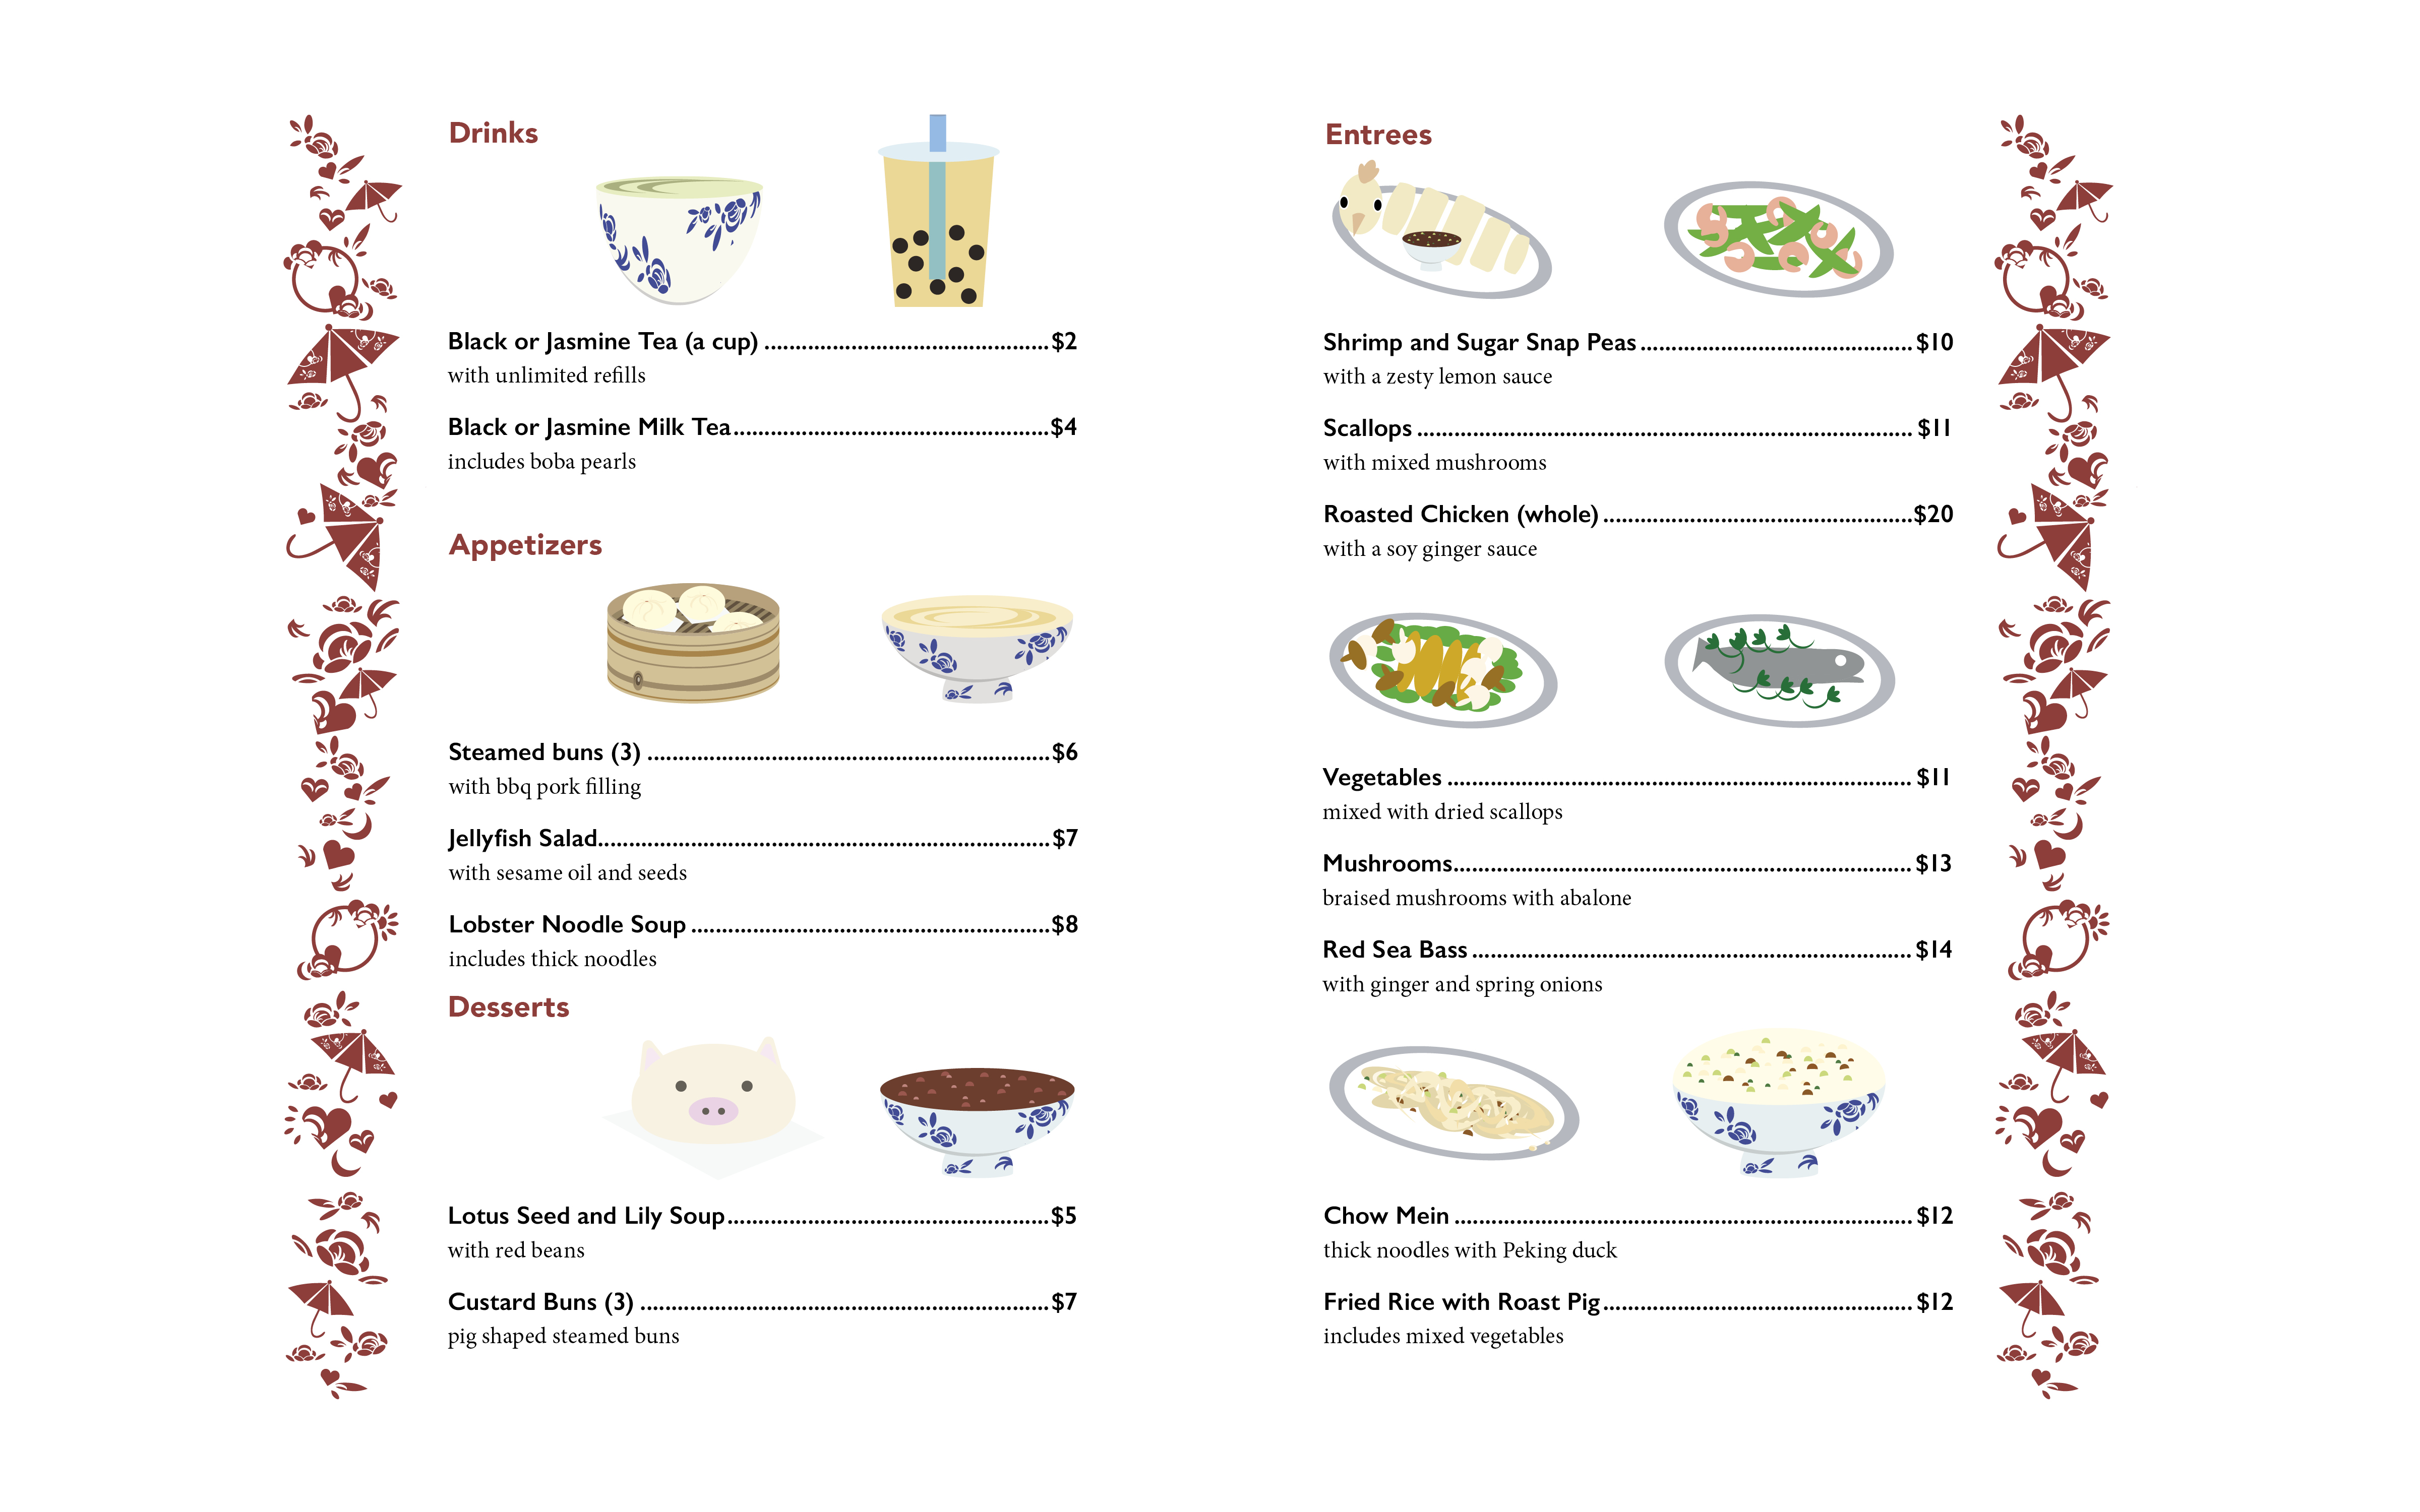 Drinks
Black or Jasmine Tea (a cup) ............................................ $2
with unlimited refills
Black or Jasmine Milk Tea ................................................ $4
includes boba pearls
Appetizers
Steamed buns (3) .............................................................. $6
with bbq pork filling
Jellyfish Salad ..................................................................... $7
with sesame oil and seeds
Lobster Noodle Soup ....................................................... $8
includes thick noodles
Desserts
Lotus Seed and Lily Soup ................................................. $5
with red beans
Custard Buns (3) ............................................................... $7
pig shaped steamed buns
Entrees
Shrimp and Sugar Snap Peas .......................................... $10
with a zesty lemon sauce
Scallops ............................................................................ $11
with mixed mushrooms
Roasted Chicken (whole) ................................................ $20
with a soy ginger sauce
Vegetables ....................................................................... $11
mixed with dried scallops
Mushrooms ...................................................................... $13
braised mushrooms with abalone
Red Sea Bass .................................................................... $14
with ginger and spring onions
Chow Mein ...................................................................... $12
thick noodles with Peking duck
Fried Rice with Roast Pig ................................................ $12
includes mixed vegetables